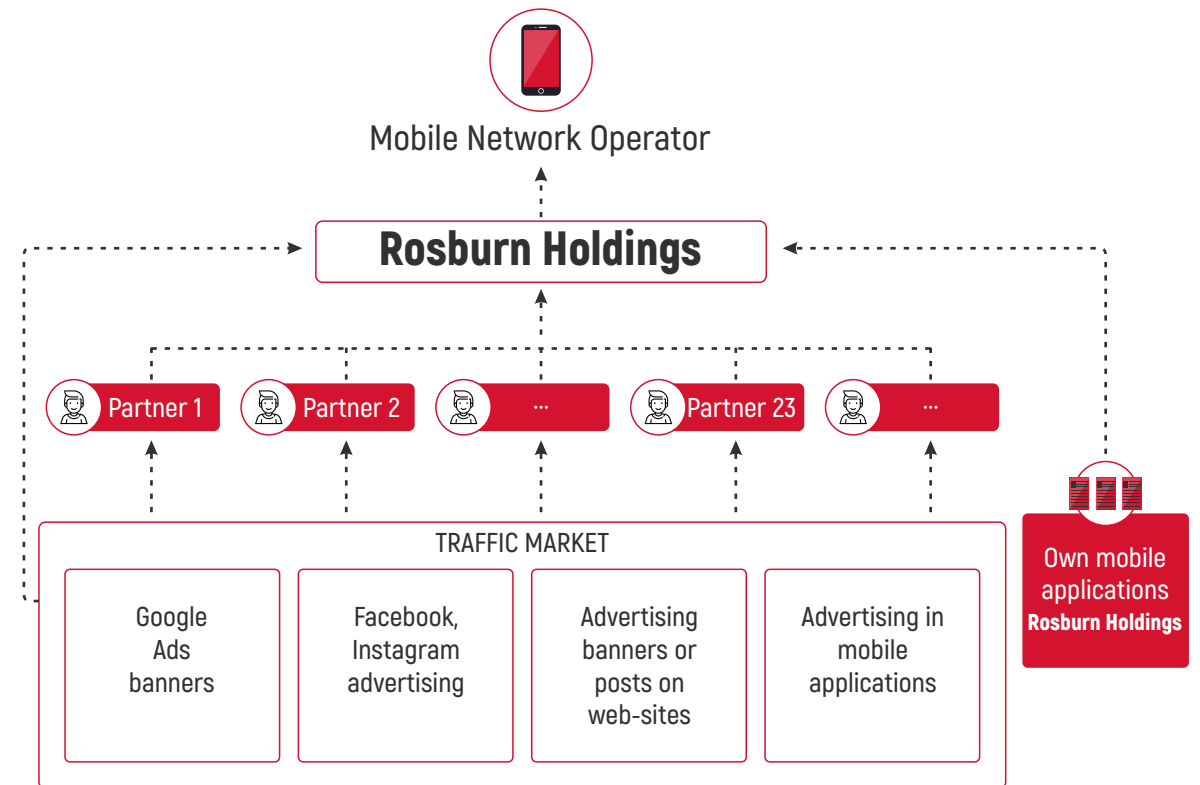 Mobile Network Operator
Rosburn Holdings
Partner 1
Partner 2
...
Partner 23
...
TRAFFIC MARKET
Google
Ads
banners
Facebook,
Instagram
advertising
Advertising
banners or
posts on
web-sites
Advertising in
mobile
applications
Own mobile
applications
Rosburn Holdings